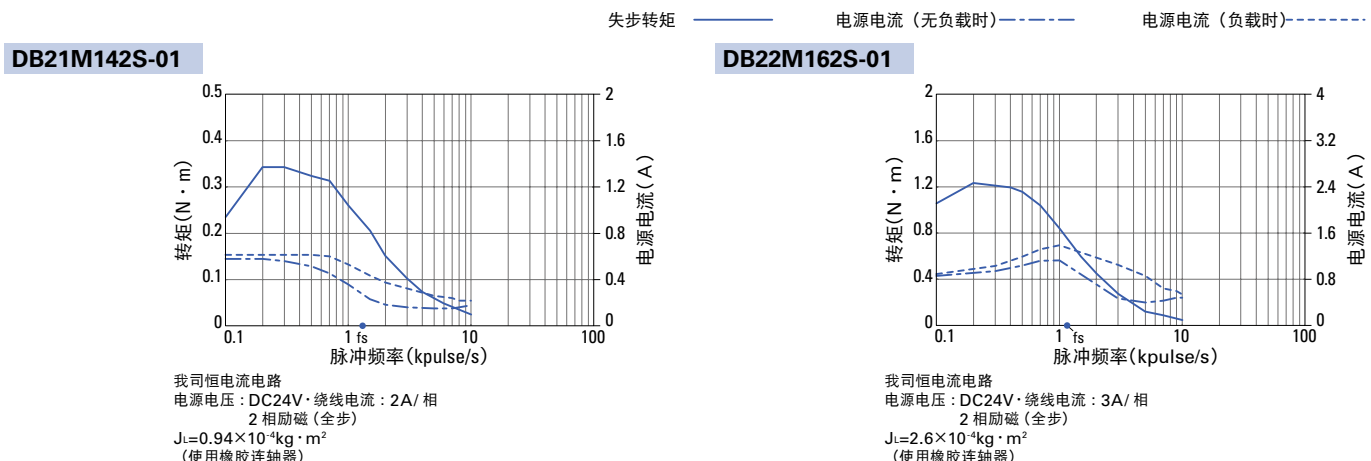 失步转矩 电源电流（无负载时） 电源电流（负载时）
DB21M142S-01
0.5
0.4
0.3
0.2
0.1
0
转矩（N・m）
2
1.6
1.2
0.8
0.4
0
电源电流（A）
0.1 1 fs 10 100
脉冲频率（kpulse/s）
我司恒电流电路
电源电压：DC24V・绕线电流：2A/ 相
2 相励磁（全步）
JL=0.94×10-4kg・m²
（使用橡胶连轴器）
DB22M162S-01
2
1.6
1.2
0.8
0.4
0
转矩（N・m）
4
3.2
2.4
1.6
0.8
0
电源电流（A）
0.1 1 fs 10 100
脉冲频率（kpulse/s）
我司恒电流电路
电源电压：DC24V・绕线电流：3A/ 相
2 相励磁（全步）
JL=2.6×10-4kg・m²
（使用橡胶连轴器）